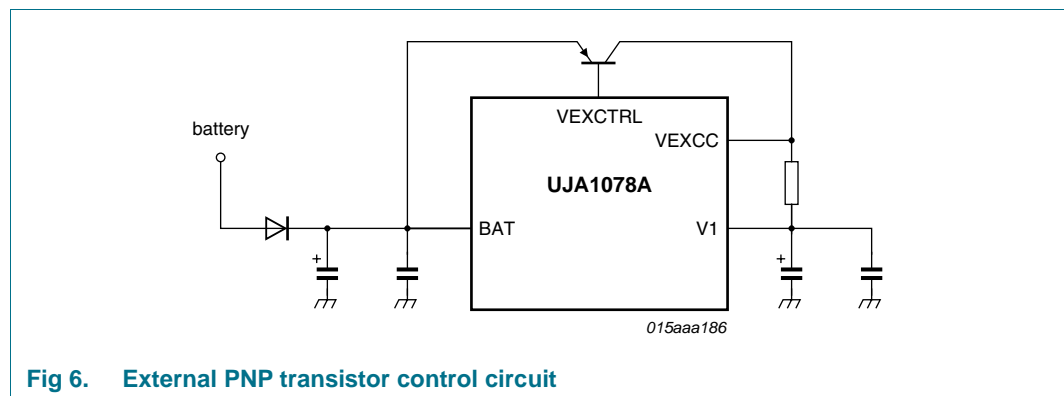 VEXCTRL
battery
VEXCC
UJA1078A
BAT
V1
+
+
015aaa186
Fig 6. External PNP transistor control circuit